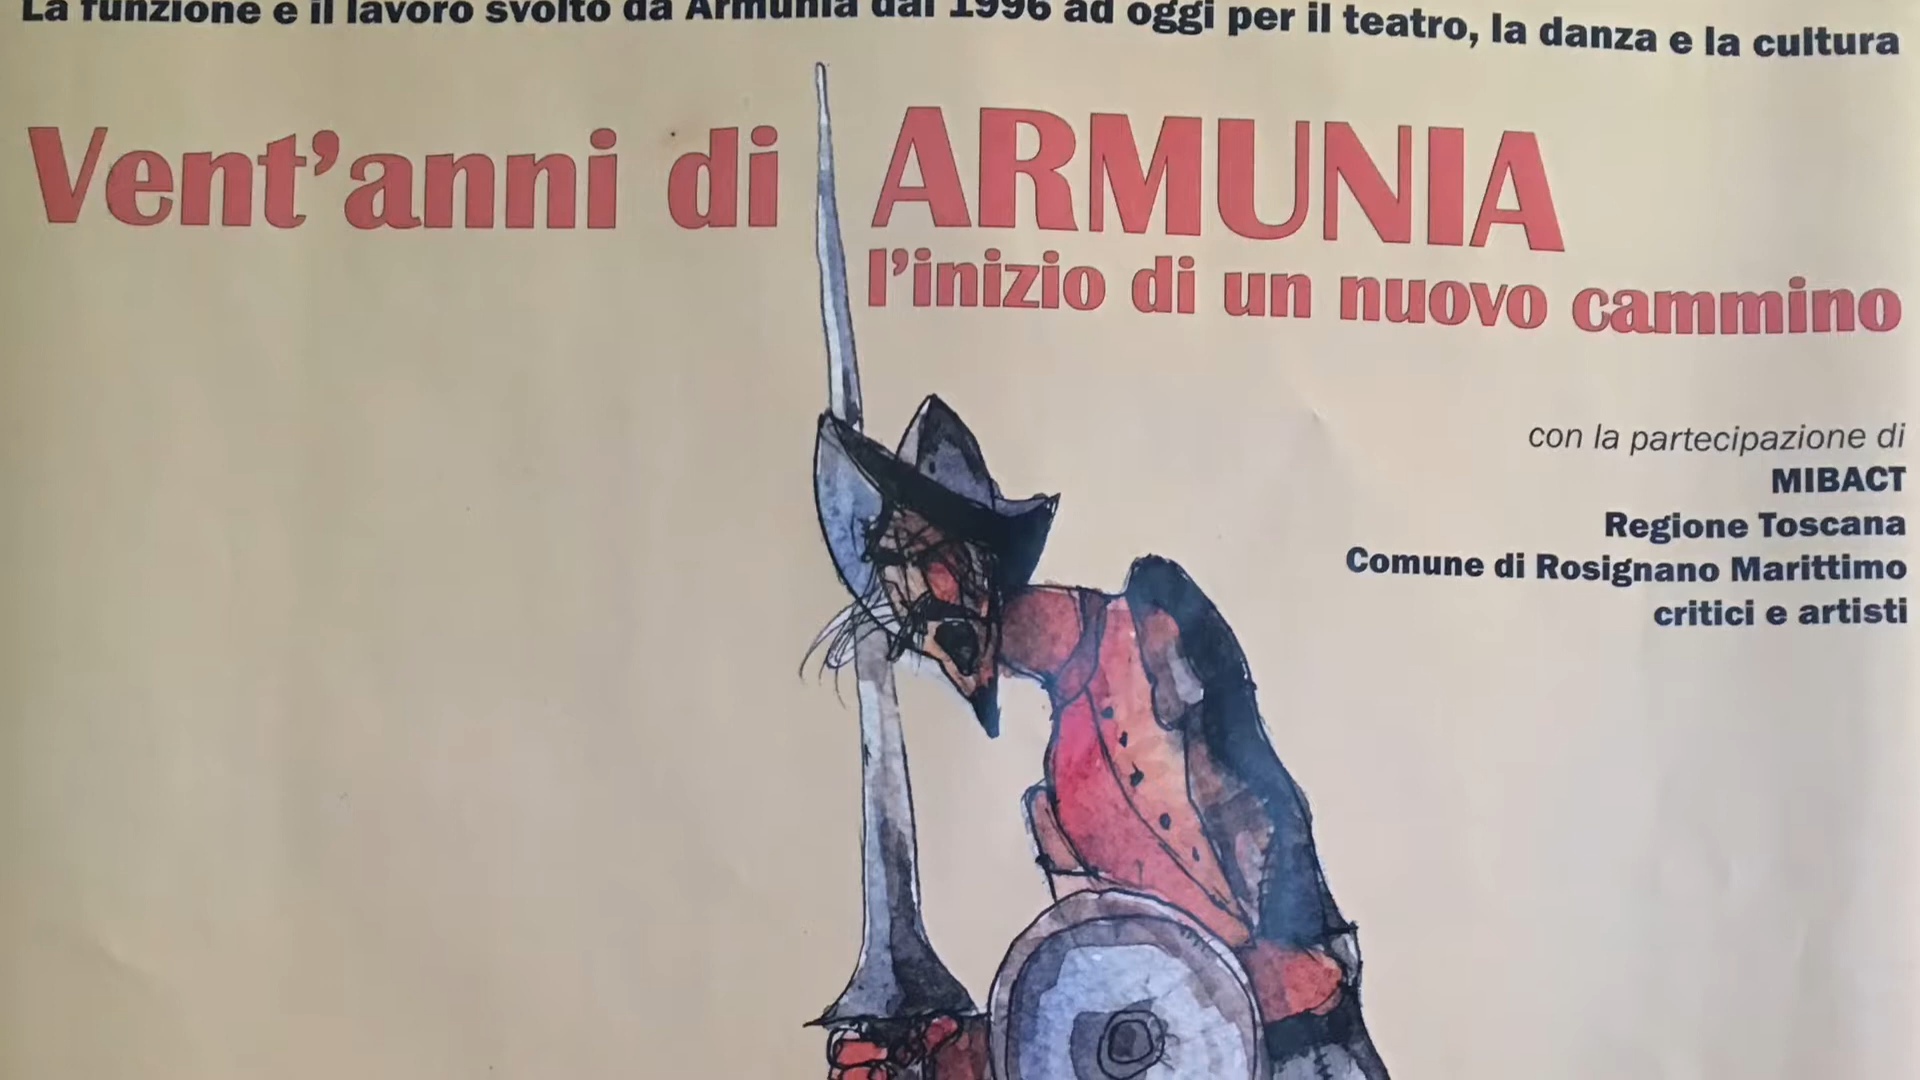 La funzione e il lavoro svolto da Armunia dal 1996 ad oggi per il teatro, la danza e la cultura
Vent'anni di ARMUNIA
l'inizio di un nuovo cammino
con la partecipazione di
MIBACT
Regione Toscana
Comune di Rosignano Marittimo
critici e artisti